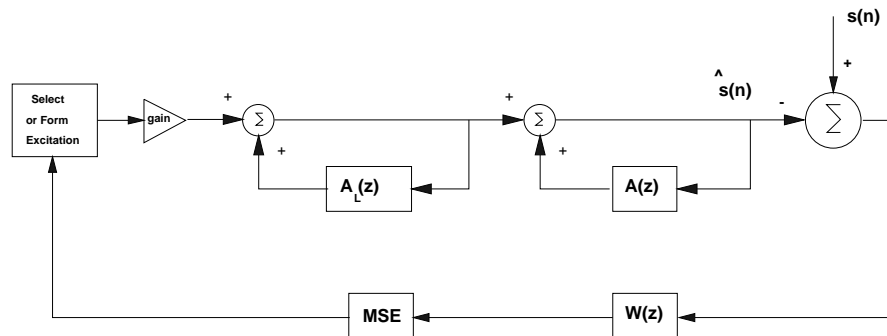 s(n)
+
^
s(n)
-
Select
or Form
Excitation
gain
+
Σ
+
+
Σ
+
Σ
A_L(z)
A(z)
MSE
W(z)